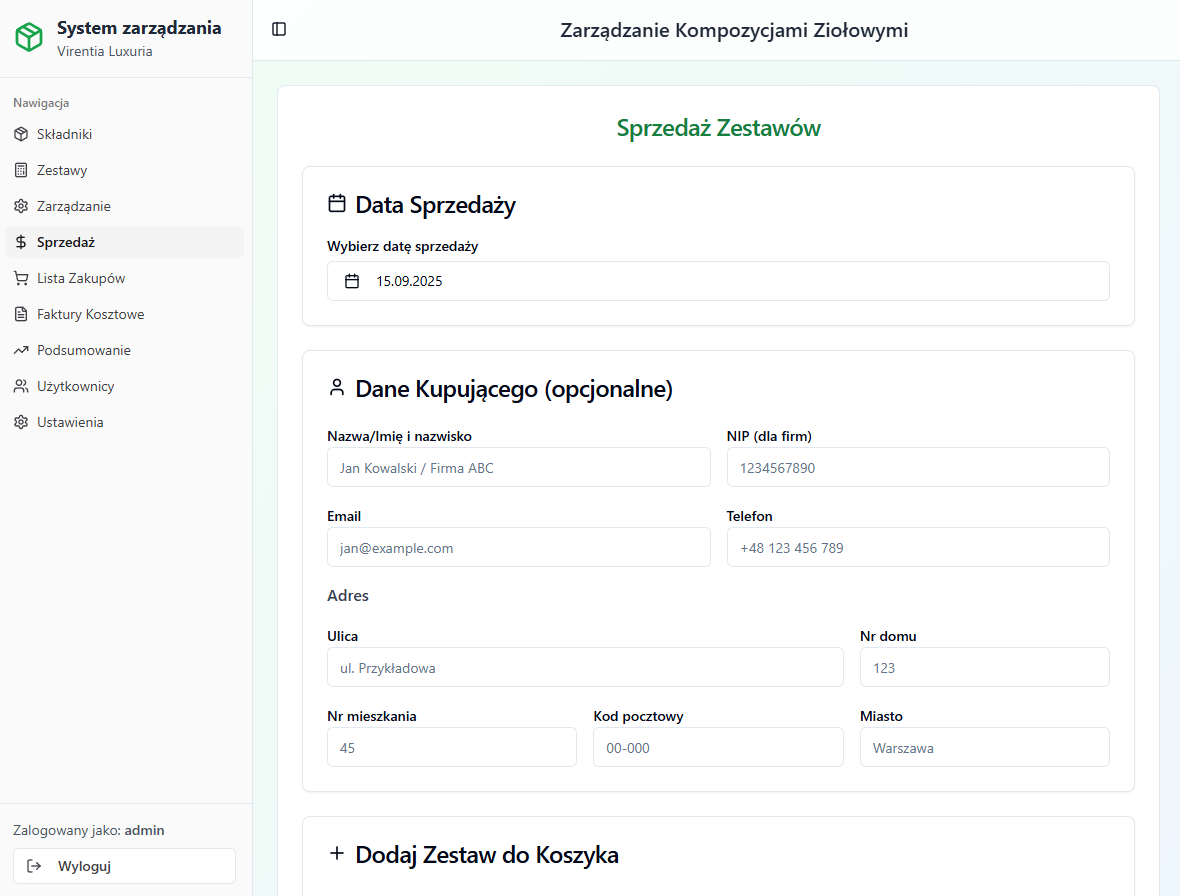 System zarządzania
Virentia Luxuria
Nawigacja
Składniki
Zestawy
Zarządzanie
Sprzedaż
Lista Zakupów
Faktury Kosztowe
Podsumowanie
Użytkownicy
Ustawienia
Zalogowany jako: admin
Wyloguj
Zarządzanie Kompozycjami Ziołowymi
Sprzedaż Zestawów
Data Sprzedaży
Wybierz datę sprzedaży
15.09.2025
Dane Kupującego (opcjonalne)
Nazwa/Imię i nazwisko NIP (dla firm)
Jan Kowalski / Firma ABC 1234567890
Email Telefon
jan@example.com +48 123 456 789
Adres
Ulica Nr domu
ul. Przykładowa 123
Nr mieszkania Kod pocztowy Miasto
45 00-000 Warszawa
Dodaj Zestaw do Koszyka